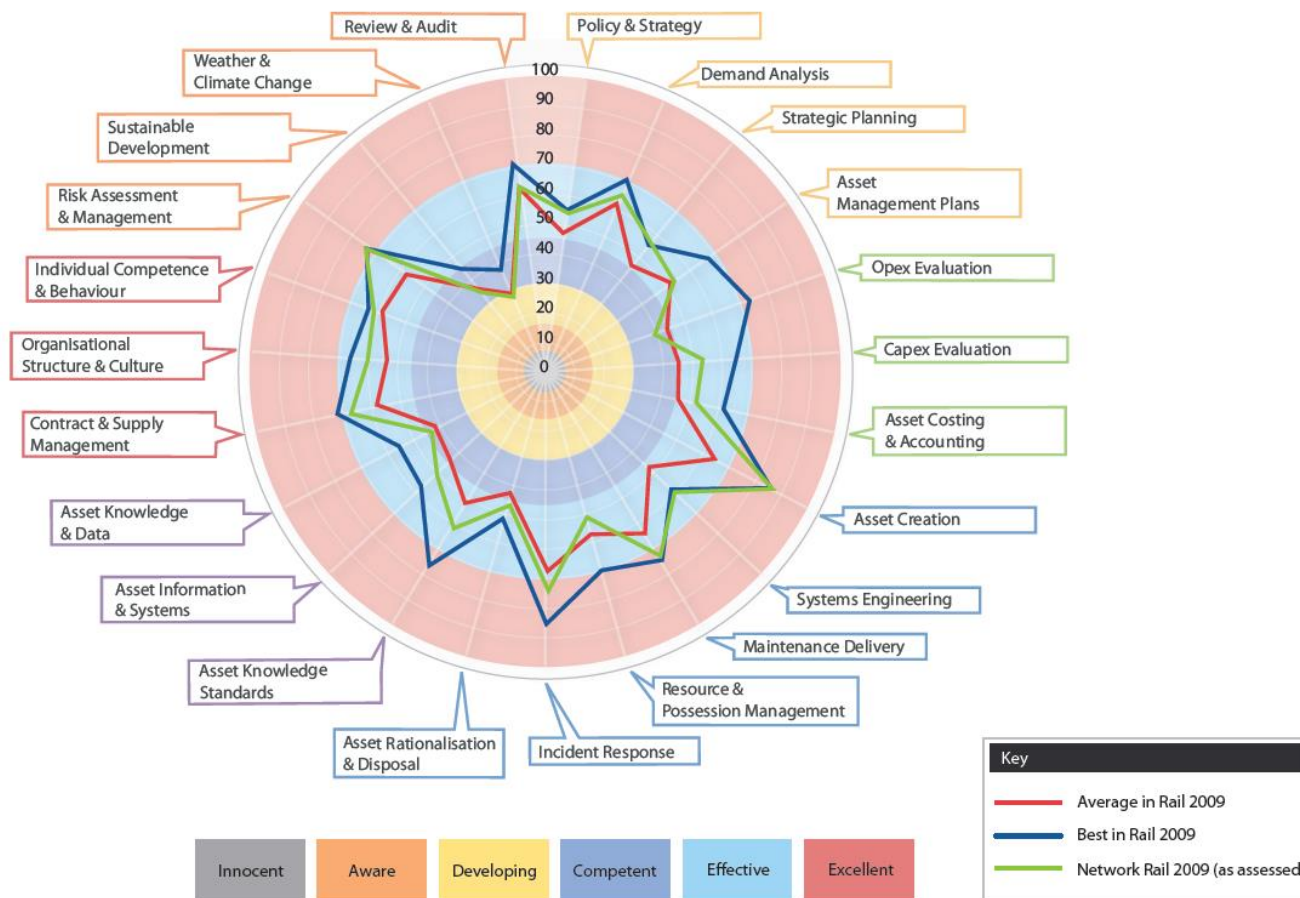 Review & Audit
Policy & Strategy
Weather &
Climate Change
Demand Analysis
Sustainable
Development
Strategic Planning
Risk Assessment
& Management
Asset
Management Plans
Individual Competence
& Behaviour
Opex Evaluation
Organisational
Structure & Culture
Capex Evaluation
Contract & Supply
Management
Asset Costing
& Accounting
Asset Knowledge
& Data
Asset Creation
Asset Information
& Systems
Systems Engineering
Asset Knowledge
Standards
Maintenance Delivery
Resource &
Possession Management
Asset Rationalisation
& Disposal
Incident Response
100
90
80
70
60
50
40
30
20
10
0
Key
Average in Rail 2009
Best in Rail 2009
Network Rail 2009 (as assessed
Innocent
Aware
Developing
Competent
Effective
Excellent